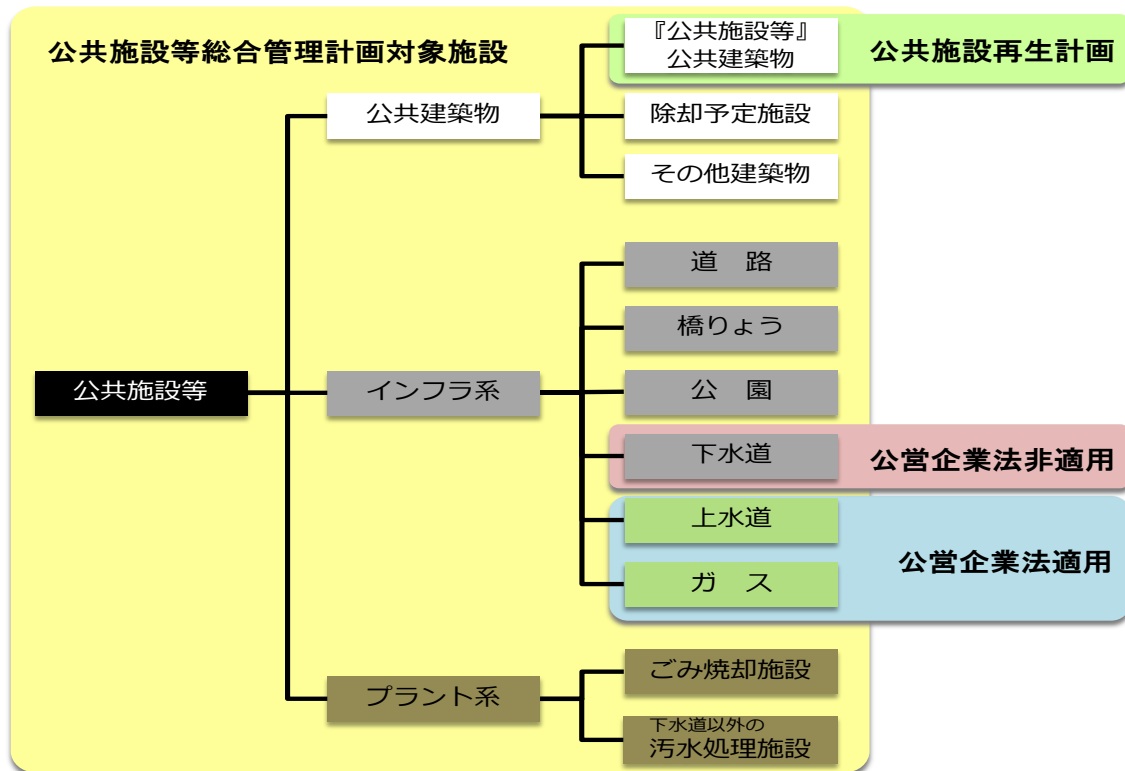 公共施設等総合管理計画対象施設
『公共施設等』
公共建築物
公共施設再生計画
公共建築物
除却予定施設
その他建築物
道　路
橋りょう
公共施設等
インフラ系
公　園
下水道
公営企業法非適用
上水道
公営企業法適用
ガ　ス
ごみ焼却施設
プラント系
下水道以外の
汚水処理施設